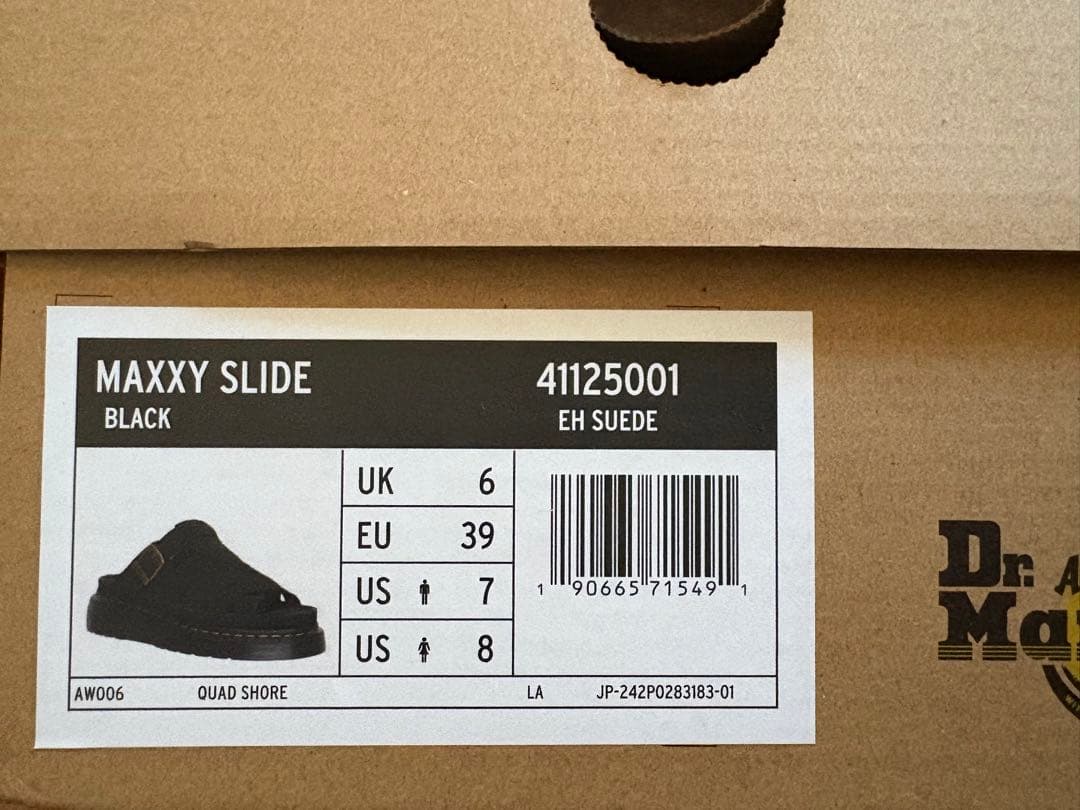 MAXXY SLIDE 41125001
BLACK EH SUEDE
UK 6
EU 39
US 7
US 8
1 90665 71549 1
AW006 QUAD SHORE LA JP-242P0283183-01
Dr.